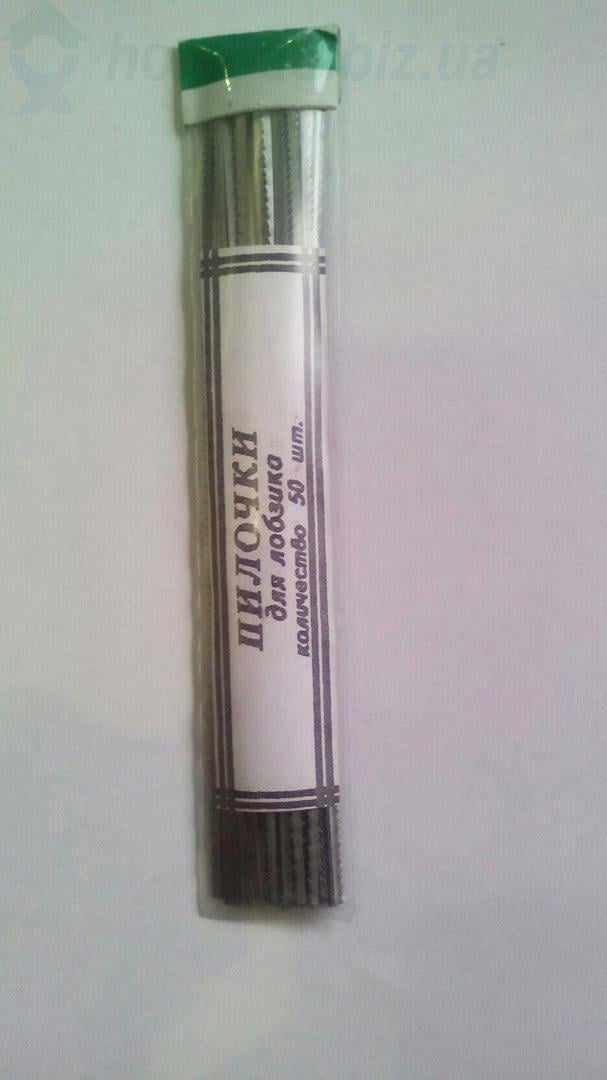 ПИЛОЧКИ
для лобзика
количество 50 шт.